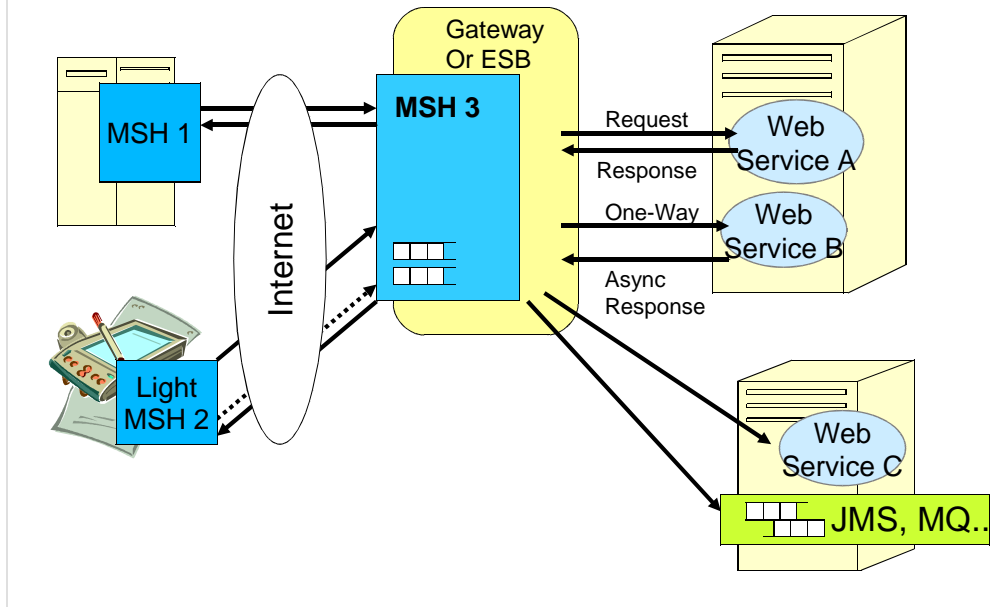 Gateway
Or ESB
MSH 1
MSH 3
Internet
Request
Response
One-Way
Async
Response
Web
Service A
Web
Service B
Light
MSH 2
Web
Service C
JMS, MQ..